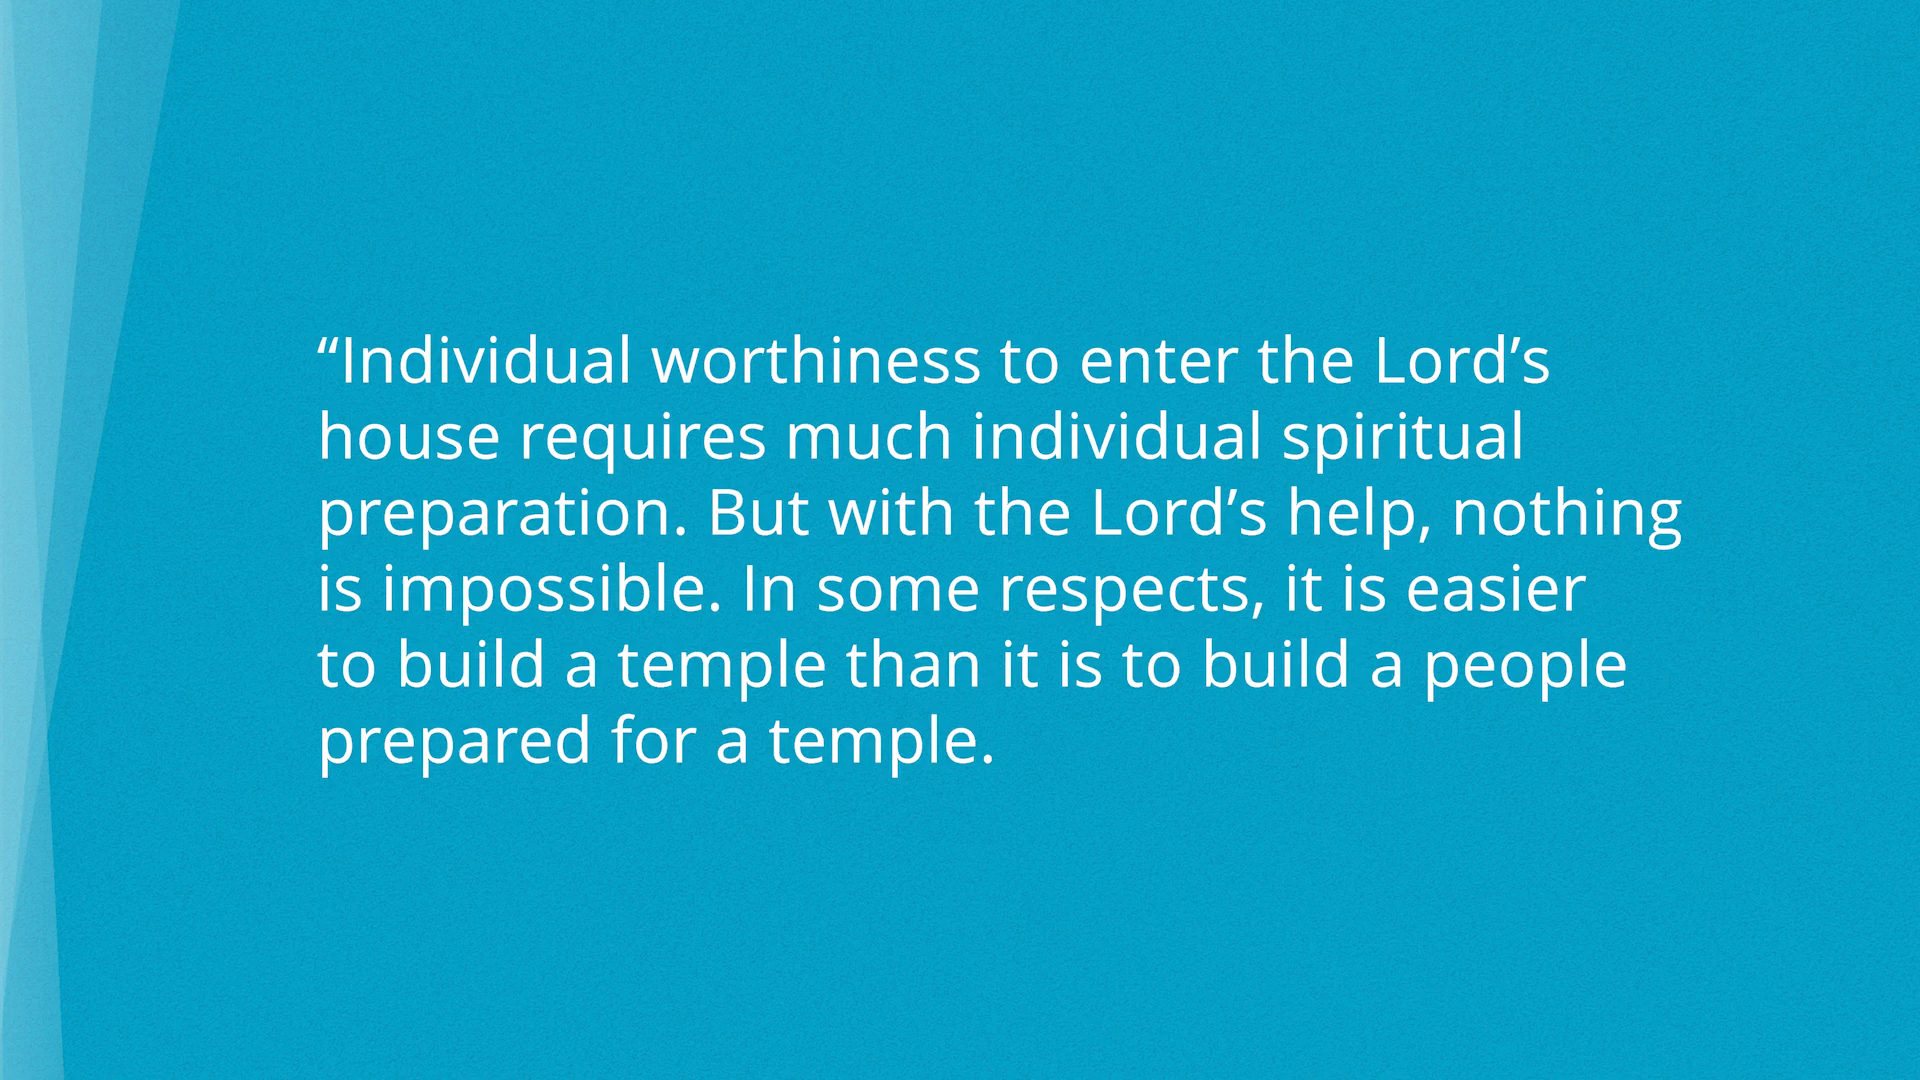 “Individual worthiness to enter the Lord’s
house requires much individual spiritual
preparation. But with the Lord’s help, nothing
is impossible. In some respects, it is easier
to build a temple than it is to build a people
prepared for a temple.